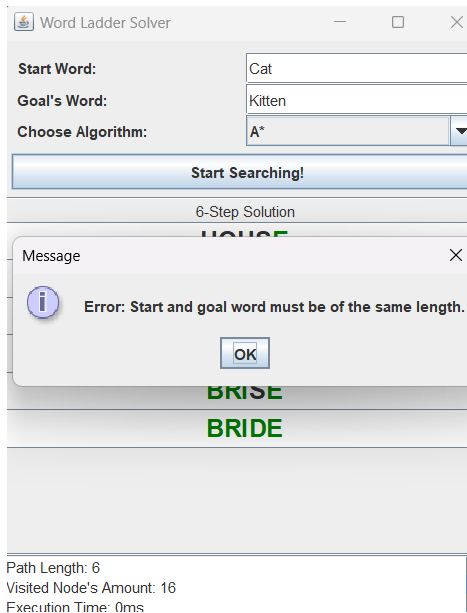 Word Ladder Solver
Start Word:
Cat
Goal's Word:
Kitten
Choose Algorithm:
A*
Start Searching!
6-Step Solution
HOUSE
Message
Error: Start and goal word must be of the same length.
OK
BRISE
BRIDE
Path Length: 6
Visited Node's Amount: 16
Execution Time: 0ms